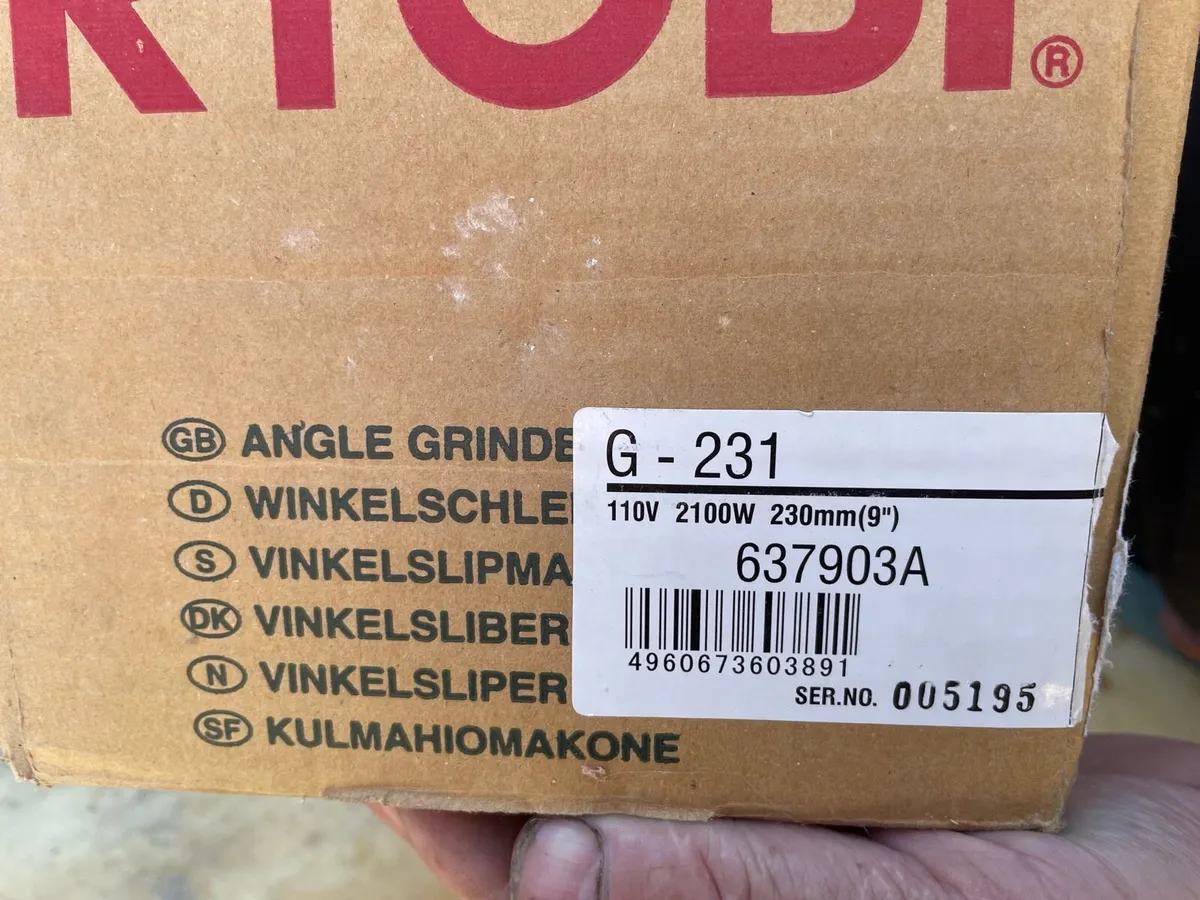 RYOBI®
GB ANGLE GRINDE
D WINKELSCHLE
S VINKELSLIPMA
DK VINKELSLIBER
N VINKELSLIPER
SF KULMAHIOMAKONE
G - 231
110V 2100W 230mm(9")
637903A
4960673603891
SER.NO. 005195